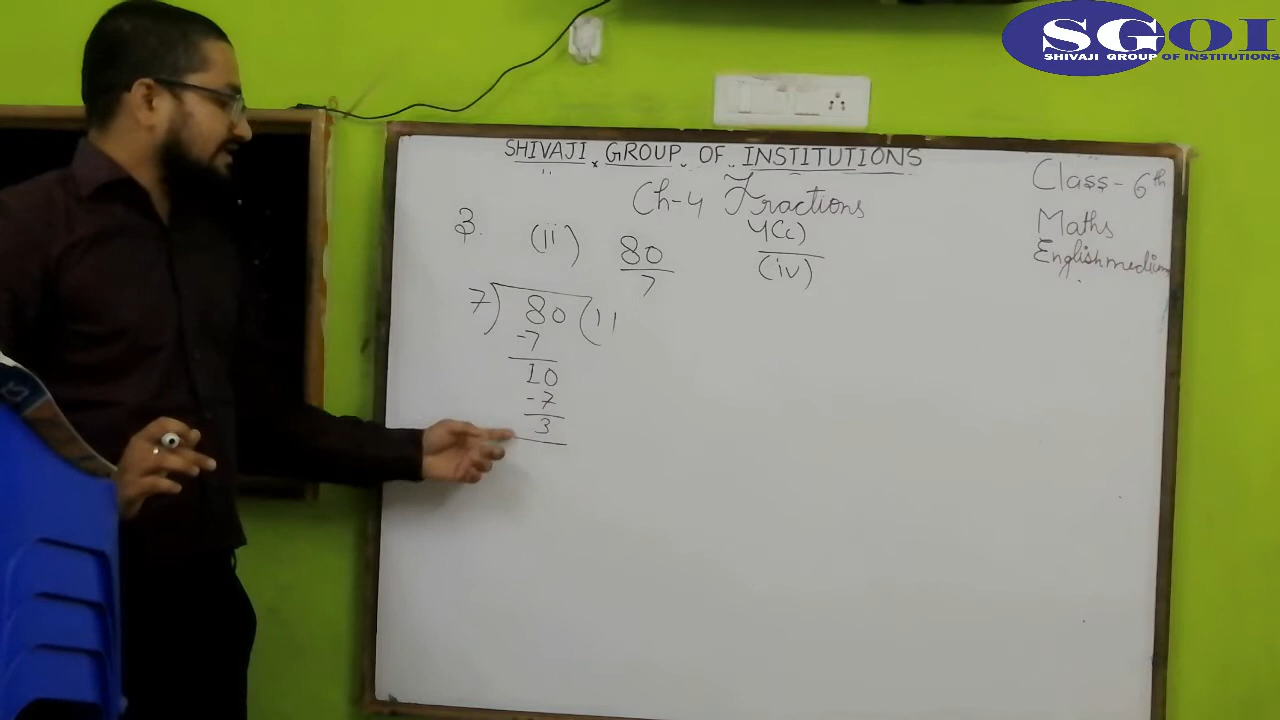 SGOI
SHIVAJI GROUP OF INSTITUTIONS
SHIVAJI GROUP OF INSTITUTIONS
Class - 6th
Ch-4 Fractions
Maths
4(c)
English medium
3. (ii) 80
7
(iv)
7) 80 (11
-7
10
-7
3